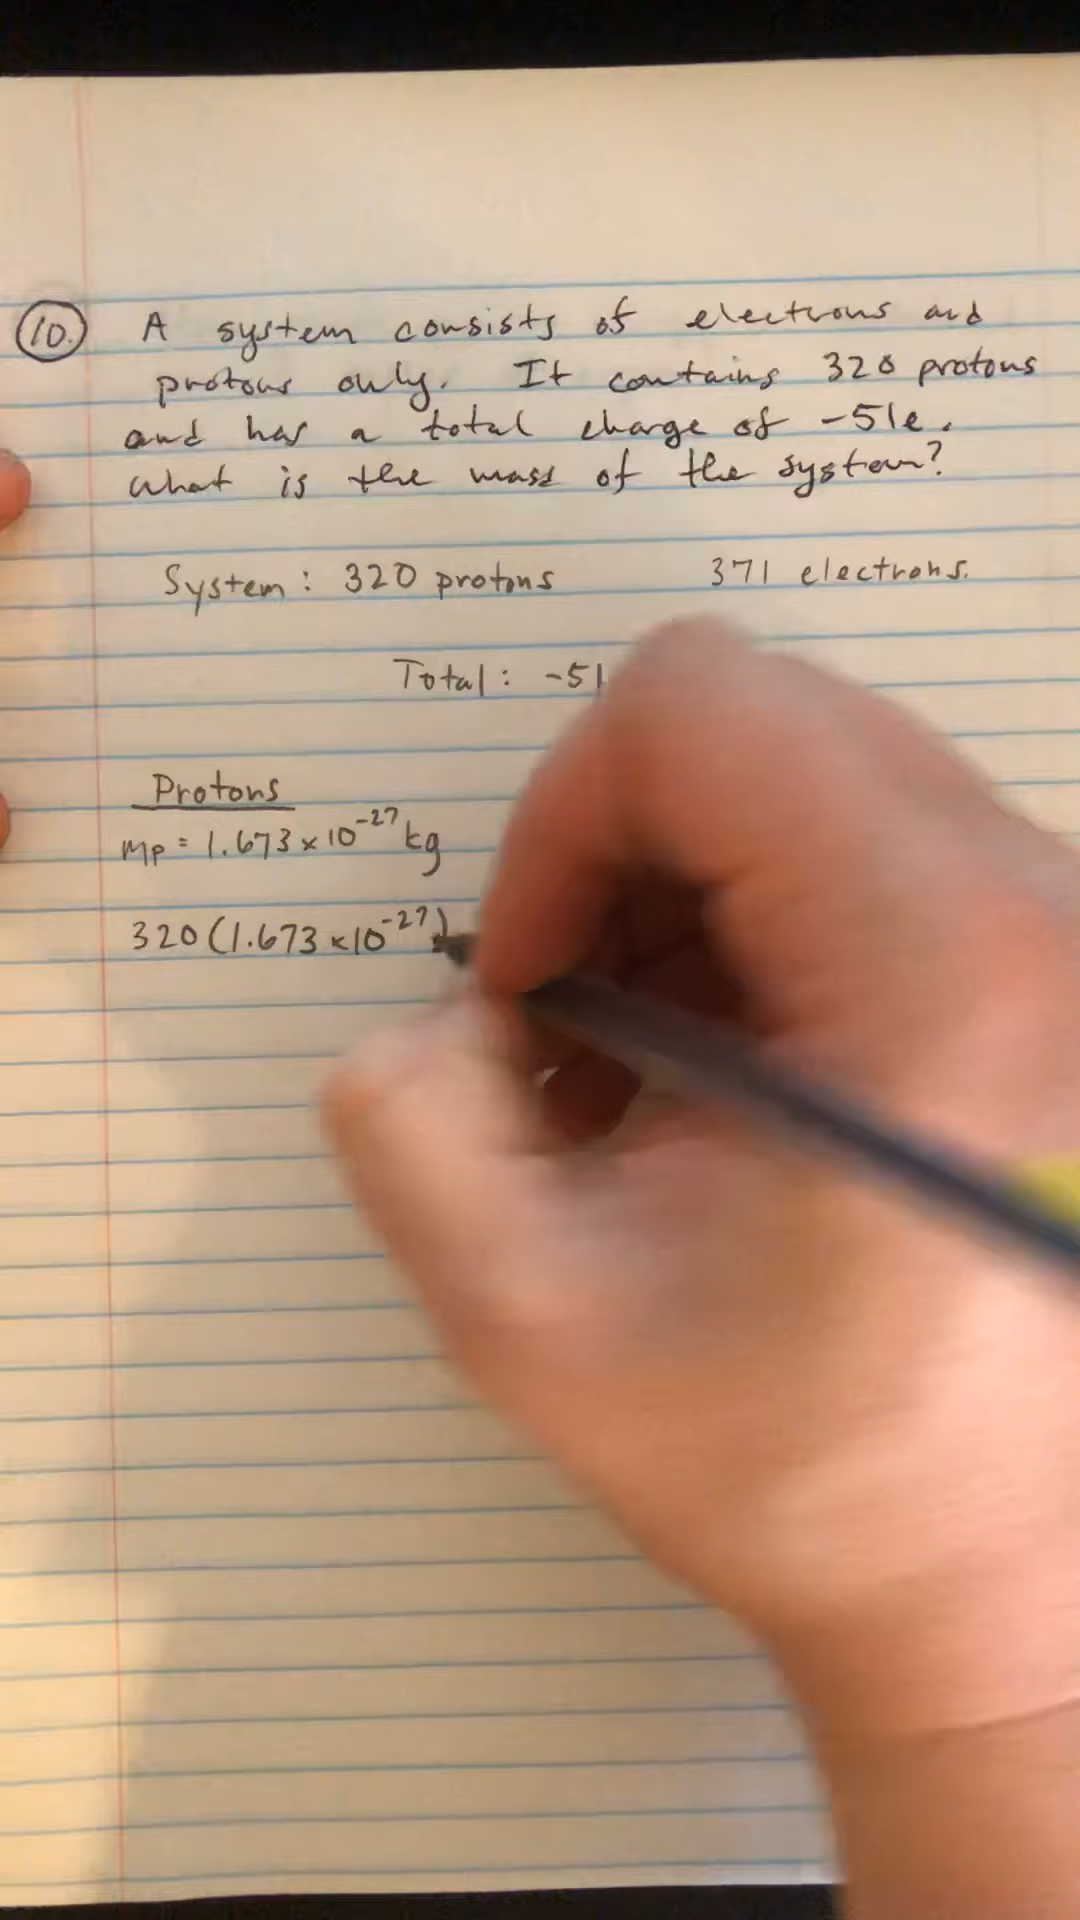 10. A system consists of electrons and
protons only. It contains 320 protons
and has a total charge of -51e.
What is the mass of the system?
System: 320 protons 371 electrons.
Total: -51
Protons
mp = 1.673×10⁻²⁷ kg
320(1.673×10⁻²⁷)